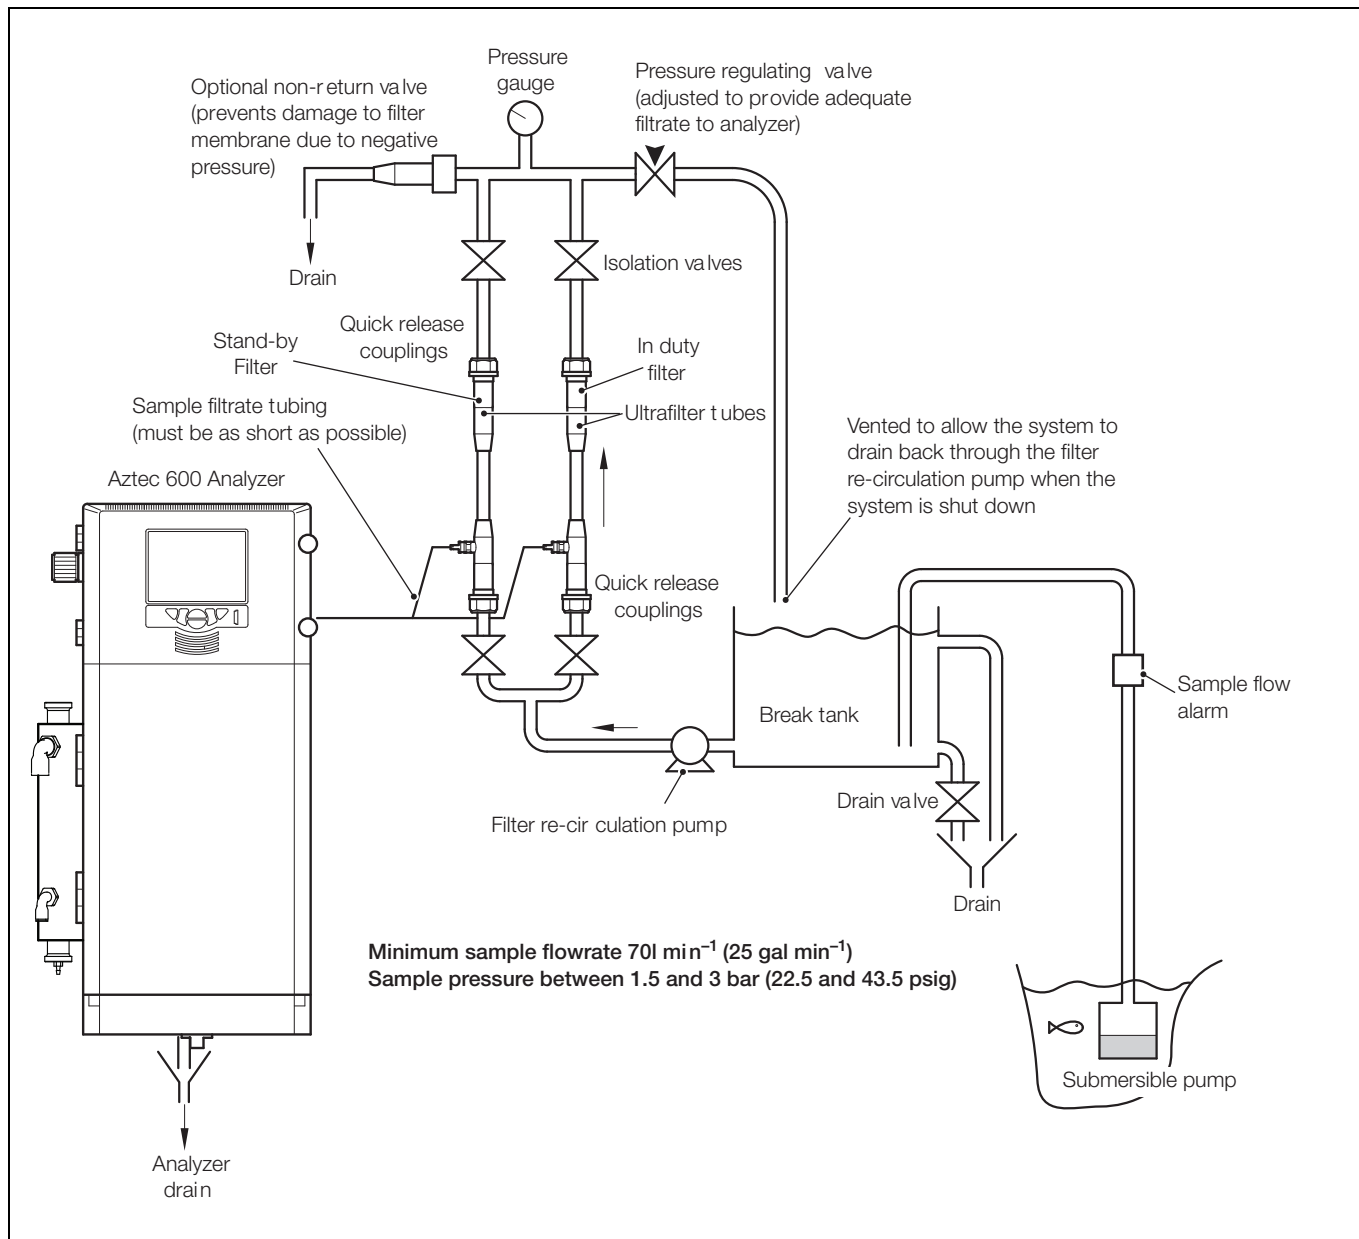 Pressure
gauge
Pressure regulating valve
(adjusted to provide adequate
filtrate to analyzer)
Optional non-return valve
(prevents damage to filter
membrane due to negative
pressure)
Drain
Isolation valves
Quick release
couplings
Stand-by
Filter
In duty
filter
Sample filtrate tubing
(must be as short as possible)
Ultrafilter tubes
Vented to allow the system to
drain back through the filter
re-circulation pump when the
system is shut down
Aztec 600 Analyzer
Quick release
couplings
Sample flow
alarm
Break tank
Drain valve
Filter re-circulation pump
Drain
Minimum sample flowrate 70l min⁻¹ (25 gal min⁻¹)
Sample pressure between 1.5 and 3 bar (22.5 and 43.5 psig)
Submersible pump
Analyzer
drain